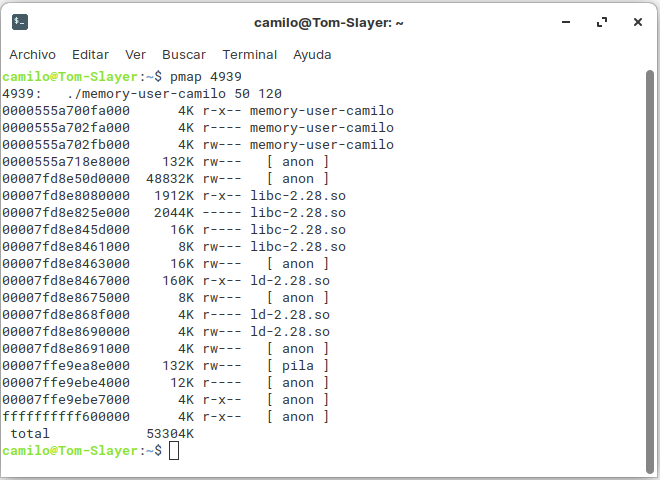 camilo@Tom-Slayer: ~
Archivo Editar Ver Buscar Terminal Ayuda
camilo@Tom-Slayer:~$ pmap 4939
4939:   ./memory-user-camilo 50 120
0000555a700fa000      4K r-x-- memory-user-camilo
0000555a702fa000      4K r---- memory-user-camilo
0000555a702fb000      4K rw--- memory-user-camilo
0000555a718e8000    132K rw---   [ anon ]
00007fd8e50d0000  48832K rw---   [ anon ]
00007fd8e8080000   1912K r-x-- libc-2.28.so
00007fd8e825e000   2044K ----- libc-2.28.so
00007fd8e845d000     16K r---- libc-2.28.so
00007fd8e8461000      8K rw--- libc-2.28.so
00007fd8e8463000     16K rw---   [ anon ]
00007fd8e8467000    160K r-x-- ld-2.28.so
00007fd8e8675000      8K rw---   [ anon ]
00007fd8e868f000      4K r---- ld-2.28.so
00007fd8e8690000      4K rw--- ld-2.28.so
00007fd8e8691000      4K rw---   [ anon ]
00007ffe9ea8e000    132K rw---   [ pila ]
00007ffe9ebe4000     12K r----   [ anon ]
00007ffe9ebe7000      4K r-x--   [ anon ]
ffffffffff600000      4K r-x--   [ anon ]
 total            53304K
camilo@Tom-Slayer:~$